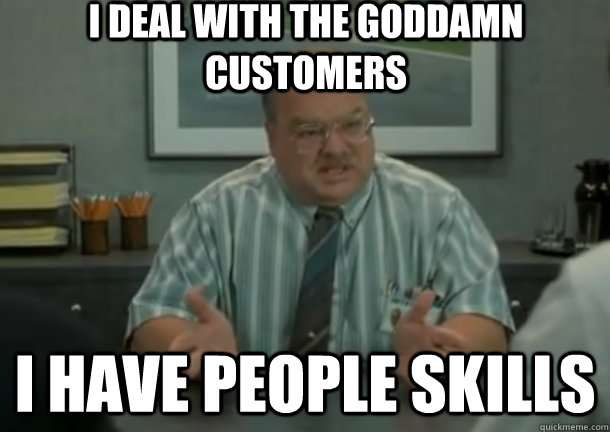 I DEAL WITH THE GODDAMN
CUSTOMERS
I HAVE PEOPLE SKILLS
quickmeme.com